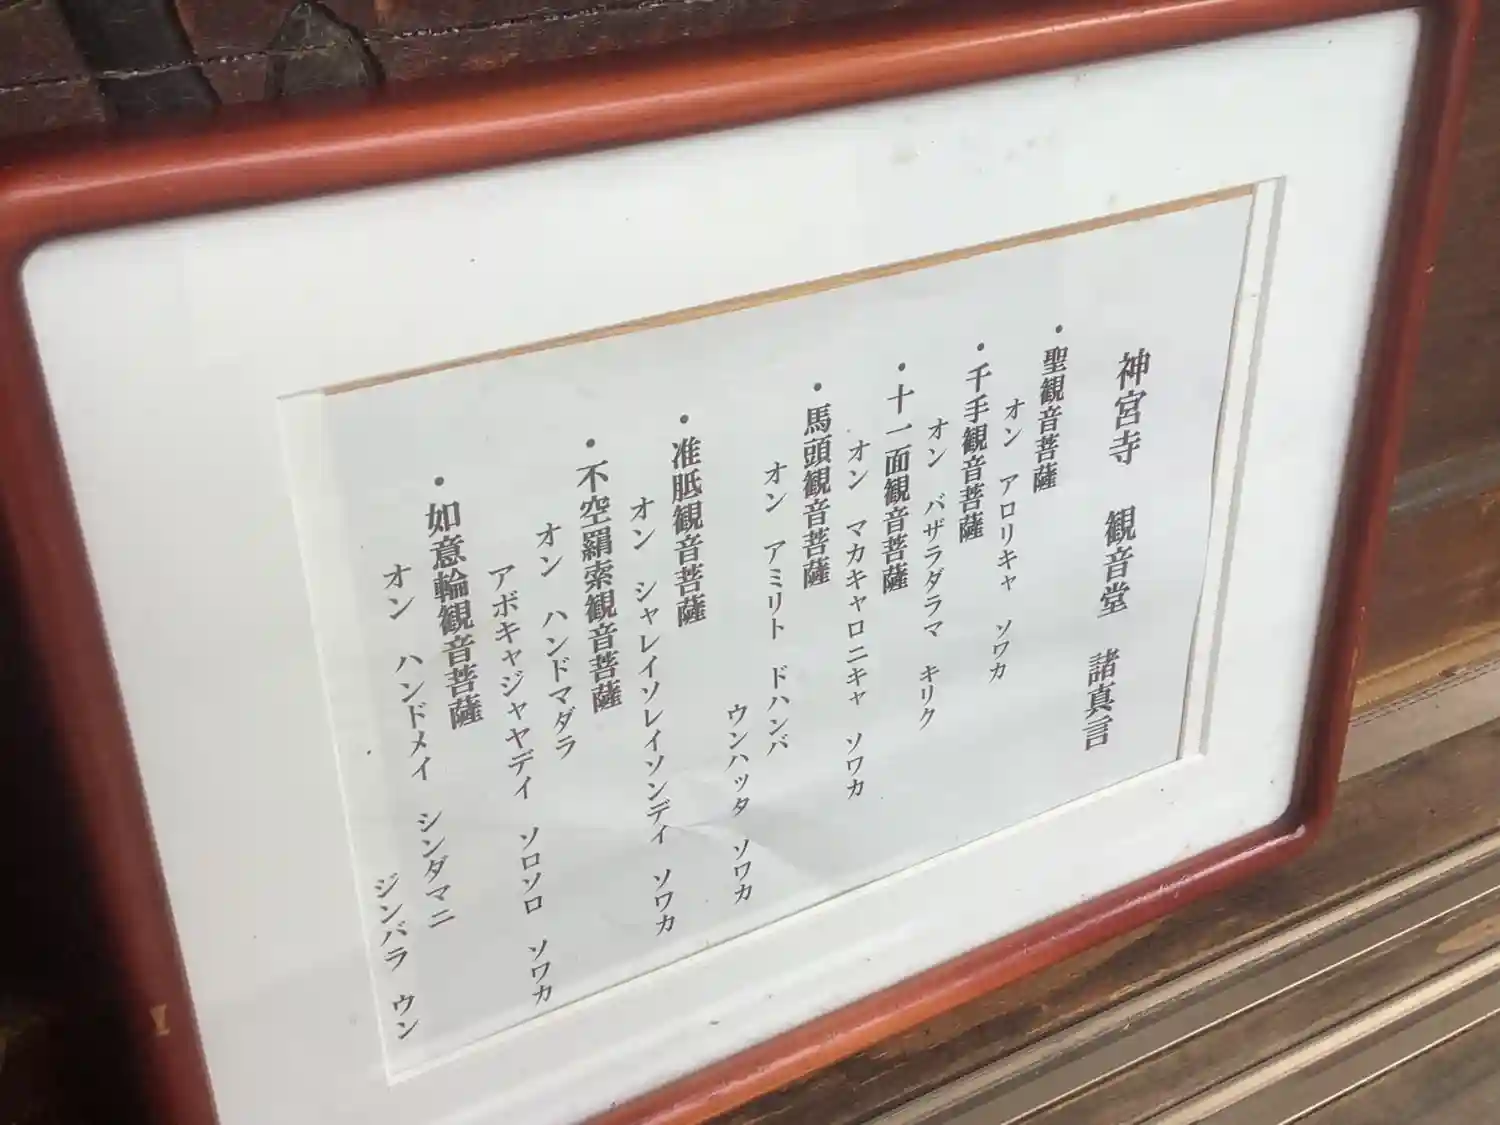 神宮寺　観音堂　諸真言
・聖観音菩薩
オン　アロリキャ　ソワカ
・千手観音菩薩
オン　バザラダラマ　キリク
・十一面観音菩薩
オン　マカキャロニキャ　ソワカ
・馬頭観音菩薩
オン　アミリト　ドハンバ
ウンハッタ　ソワカ
・准胝観音菩薩
オン　シャレイソレイソンデイ　ソワカ
・不空羂索観音菩薩
オン　ハンドマダラ
アボキャジャヤデイ　ソロソロ　ソワカ
・如意輪観音菩薩
オン　ハンドメイ　シンダマニ
ジンバラ　ウン